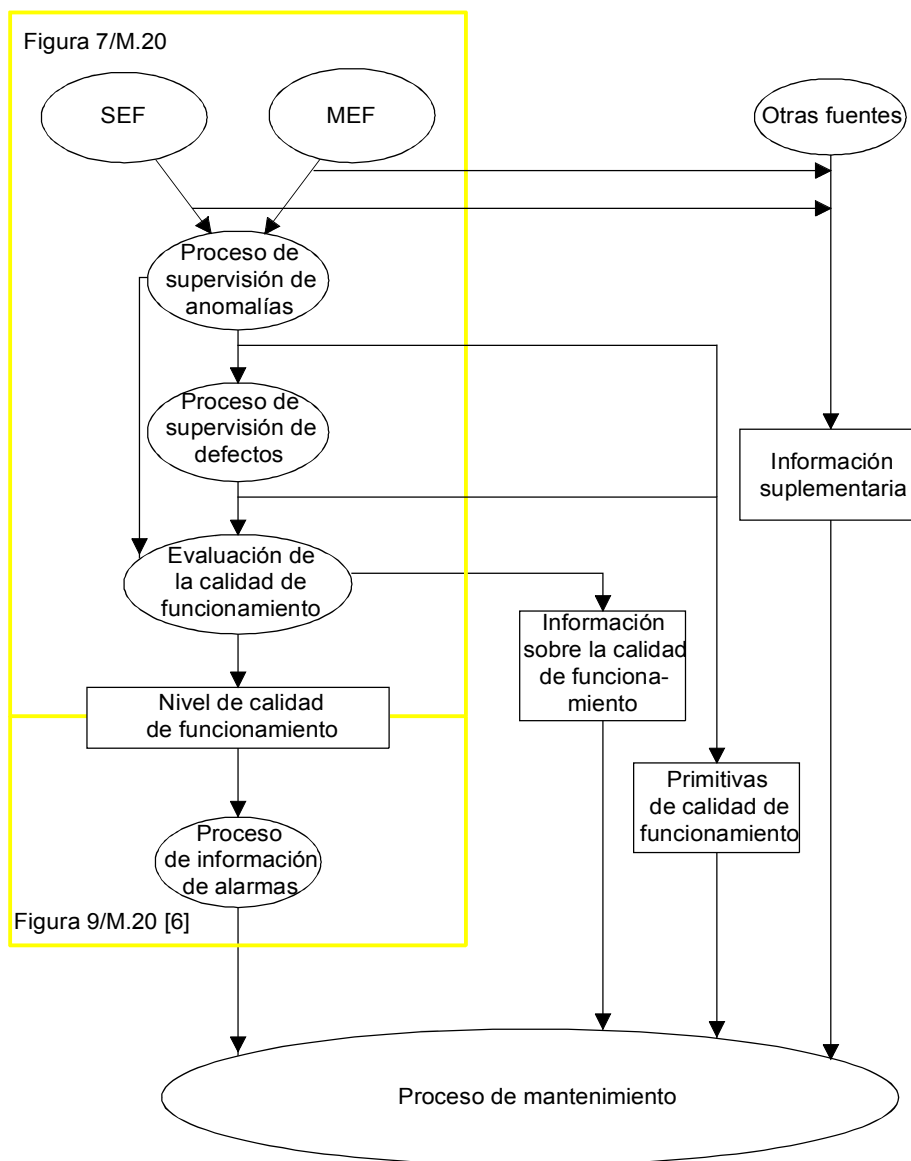 Figura 7/M.20
SEF
MEF
Otras fuentes
Proceso de
supervisión de
anomalías
Proceso de
supervisión de
defectos
Información
suplementaria
Evaluación de
la calidad de
funcionamiento
Información
sobre la calidad
de funciona-
miento
Nivel de calidad
de funcionamiento
Primitivas
de calidad de
funcionamiento
Proceso
de información
de alarmas
Figura 9/M.20 [6]
Proceso de mantenimiento